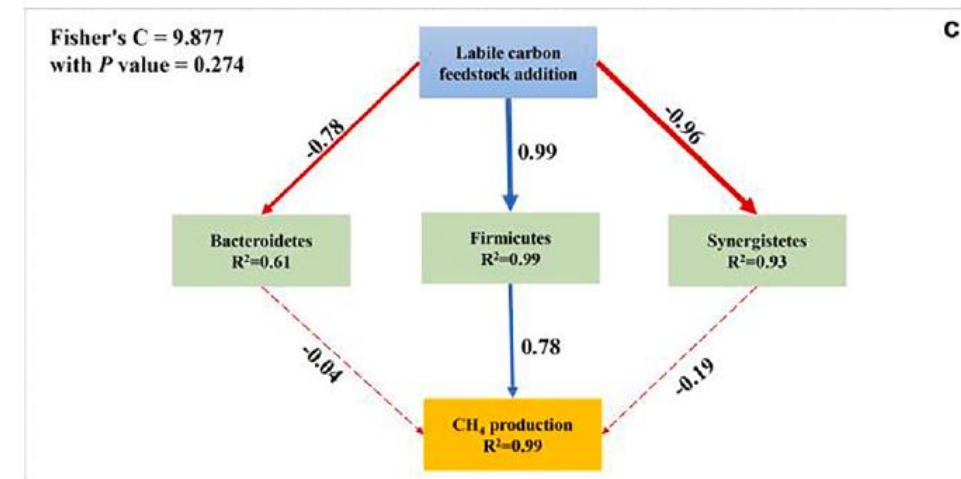 Fisher's C = 9.877
with P value = 0.274
c
Labile carbon
feedstock addition
-0.78
0.99
-0.96
Bacteroidetes
R²=0.61
Firmicutes
R²=0.99
Synergistetes
R²=0.93
-0.04
0.78
-0.19
CH₄ production
R²=0.99